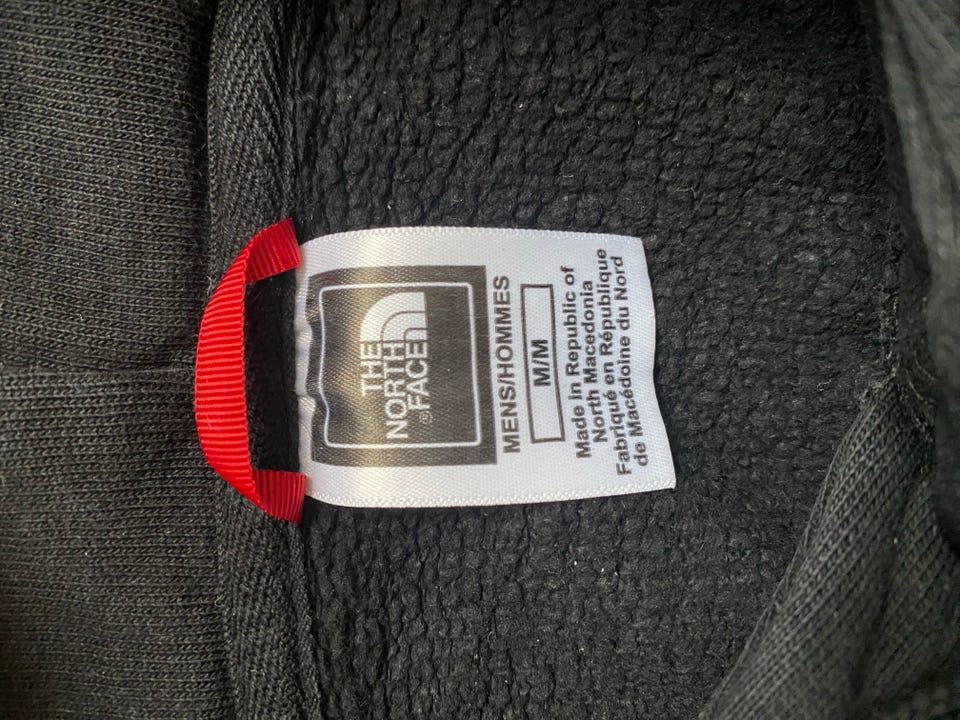 THE
NORTH
FACE
MENS/HOMMES
M/M
Made in Republic of
North Macedonia
Fabriqué en République
de Macédoine du Nord